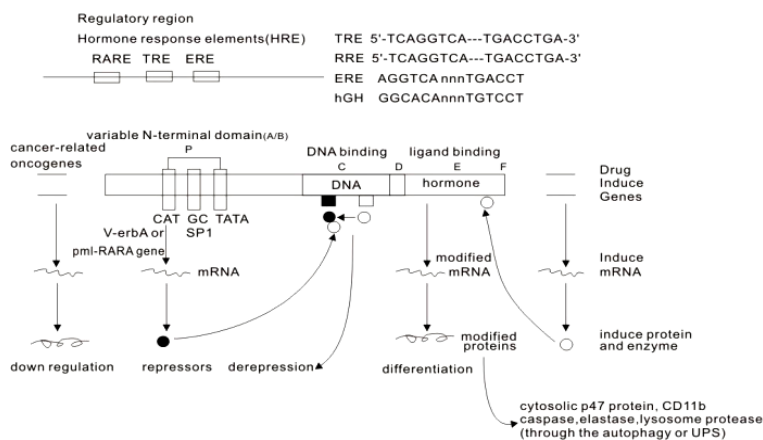 Regulatory region
Hormone response elements(HRE)
RARE TRE ERE
TRE 5'-TCAGGTCA---TGACCTGA-3'
RRE 5'-TCAGGTCA---TGACCTGA-3'
ERE AGGTCAnnnTGACCT
hGH GGCACAnnnTGTCCT
variable N-terminal domain(A/B)
P
cancer-related
oncogenes
DNA binding
C
D
ligand binding
E
F
DNA
hormone
Drug
Induce
Genes
CAT GC TATA
SP1
V-erbA or
pml-RARA gene
mRNA
modified
mRNA
Induce
mRNA
modified
proteins
induce protein
and enzyme
down regulation
repressors
derepression
differentiation
cytosolic p47 protein, CD11b
caspase,elastase,lysosome protease
(through the autophagy or UPS)